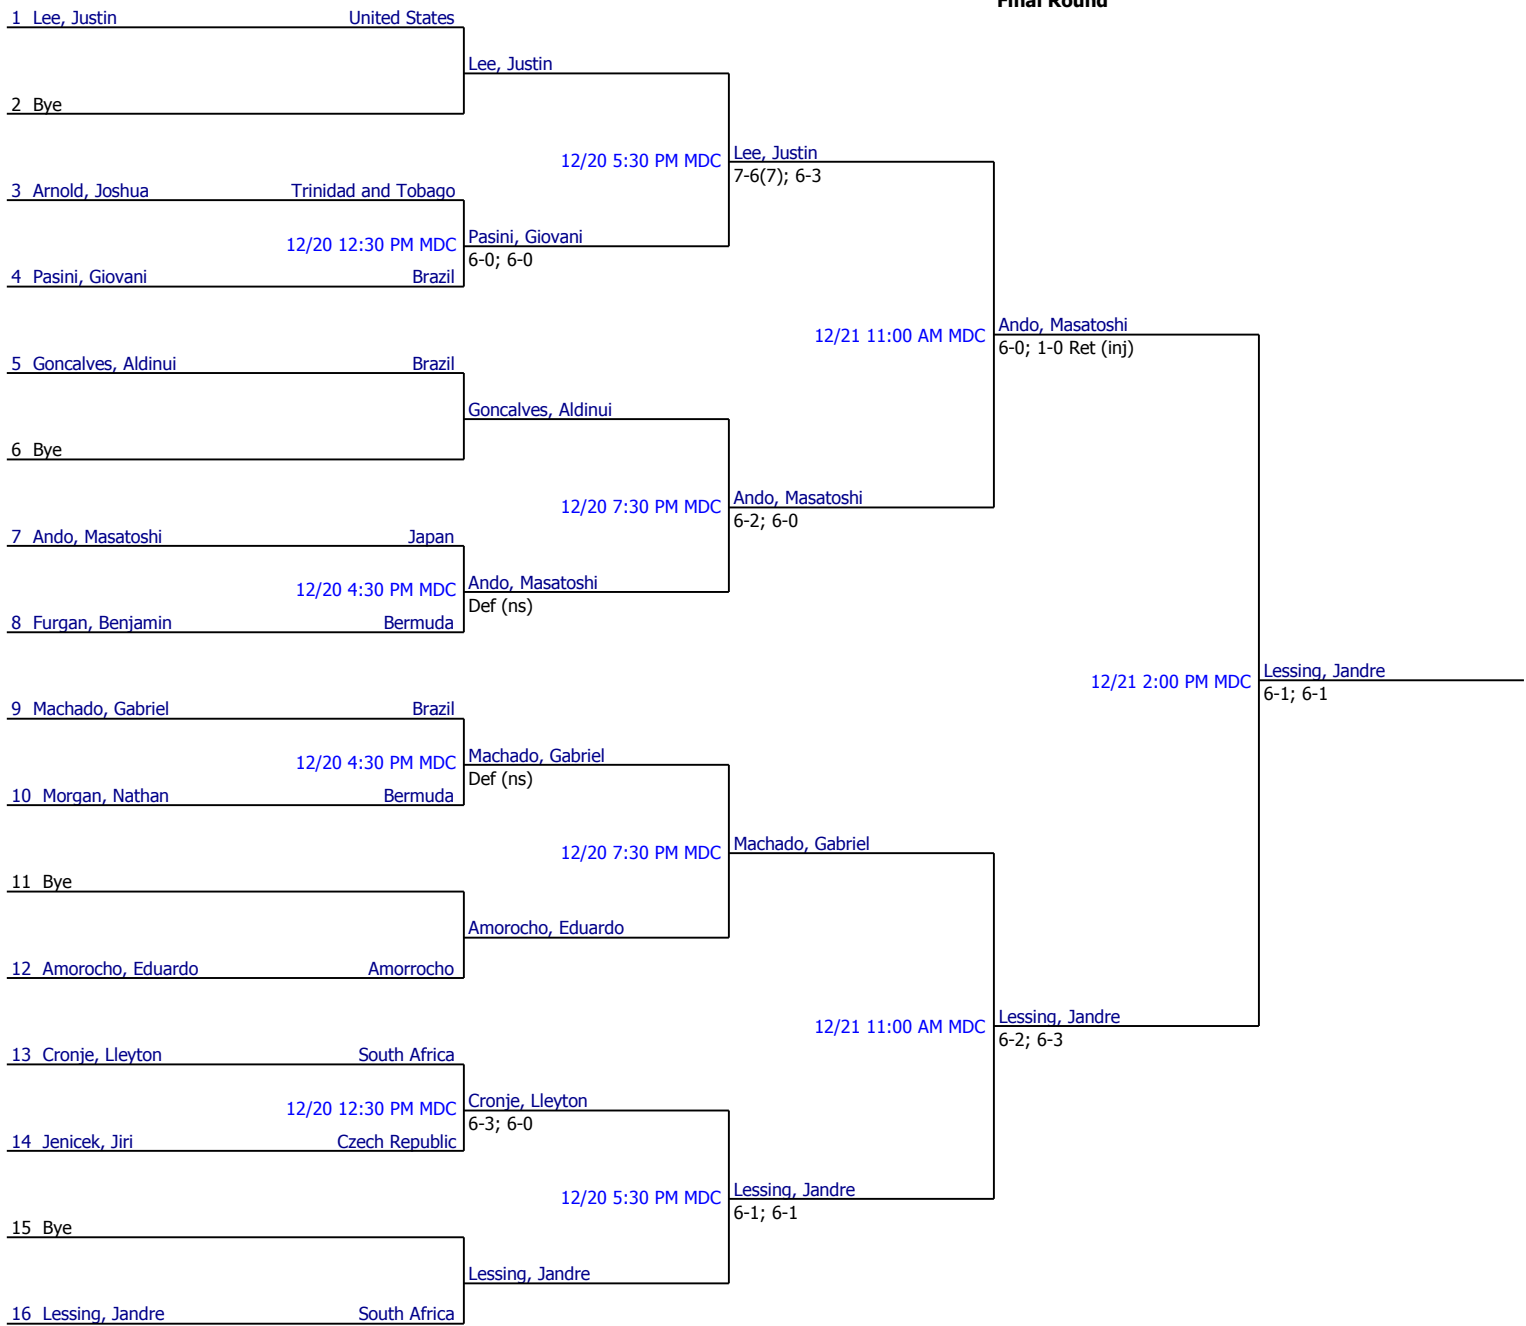 Final Round
1 Lee, Justin United States
Lee, Justin
2 Bye
12/20 5:30 PM MDC Lee, Justin
7-6(7); 6-3
3 Arnold, Joshua Trinidad and Tobago
12/20 12:30 PM MDC Pasini, Giovani
6-0; 6-0
4 Pasini, Giovani Brazil
12/21 11:00 AM MDC Ando, Masatoshi
6-0; 1-0 Ret (inj)
5 Goncalves, Aldinui Brazil
Goncalves, Aldinui
6 Bye
12/20 7:30 PM MDC Ando, Masatoshi
6-2; 6-0
7 Ando, Masatoshi Japan
12/20 4:30 PM MDC Ando, Masatoshi
Def (ns)
8 Furgan, Benjamin Bermuda
12/21 2:00 PM MDC Lessing, Jandre
6-1; 6-1
9 Machado, Gabriel Brazil
12/20 4:30 PM MDC Machado, Gabriel
Def (ns)
10 Morgan, Nathan Bermuda
12/20 7:30 PM MDC Machado, Gabriel
11 Bye
Amorocho, Eduardo
12 Amorocho, Eduardo Amorrocho
12/21 11:00 AM MDC Lessing, Jandre
6-2; 6-3
13 Cronje, Lleyton South Africa
12/20 12:30 PM MDC Cronje, Lleyton
6-3; 6-0
14 Jenicek, Jiri Czech Republic
12/20 5:30 PM MDC Lessing, Jandre
6-1; 6-1
15 Bye
Lessing, Jandre
16 Lessing, Jandre South Africa